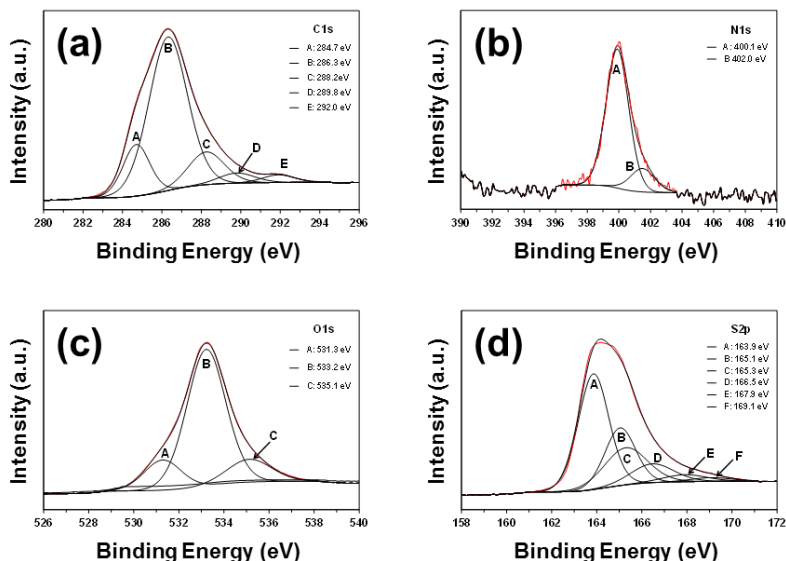 (a)
C1s
A: 284.7 eV
B: 286.3 eV
C: 288.2eV
D: 289.8 eV
E: 292.0 eV
A
B
C
D
E
Intensity (a.u.)
280 282 284 286 288 290 292 294 296
Binding Energy (eV)
(b)
N1s
A: 400.1 eV
B 402.0 eV
A
B
Intensity (a.u.)
390 392 394 396 398 400 402 404 406 408 410
Binding Energy (eV)
(c)
O1s
A: 531.3 eV
B: 533.2 eV
C: 535.1 eV
A
B
C
Intensity (a.u.)
526 528 530 532 534 536 538 540
Binding Energy (eV)
(d)
S2p
A: 163.9 eV
B: 165.1 eV
C: 165.3 eV
D: 166.5 eV
E: 167.9 eV
F: 169.1 eV
A
B
C
D
E
F
Intensity (a.u.)
158 160 162 164 166 168 170 172
Binding Energy (eV)